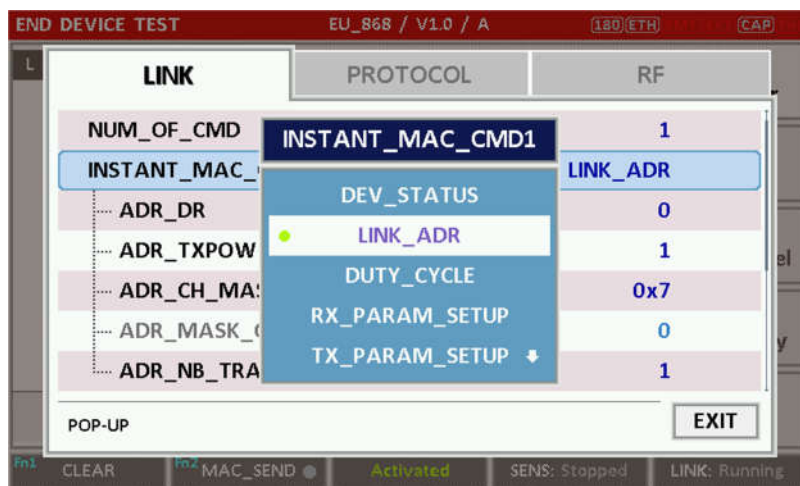 END DEVICE TEST EU_868 / V1.0 / A [180][ETH] [CAP]
L
LINK PROTOCOL RF
NUM_OF_CMD 1
INSTANT_MAC_ LINK_ADR
ADR_DR 0
ADR_TXPOW 1
ADR_CH_MAS 0x7
ADR_MASK_ 0
ADR_NB_TRA 1
INSTANT_MAC_CMD1
DEV_STATUS
LINK_ADR
DUTY_CYCLE
RX_PARAM_SETUP
TX_PARAM_SETUP
el
y
POP-UP EXIT
Fn1 CLEAR Fn2 MAC_SEND Activated SENS: Stopped LINK: Running